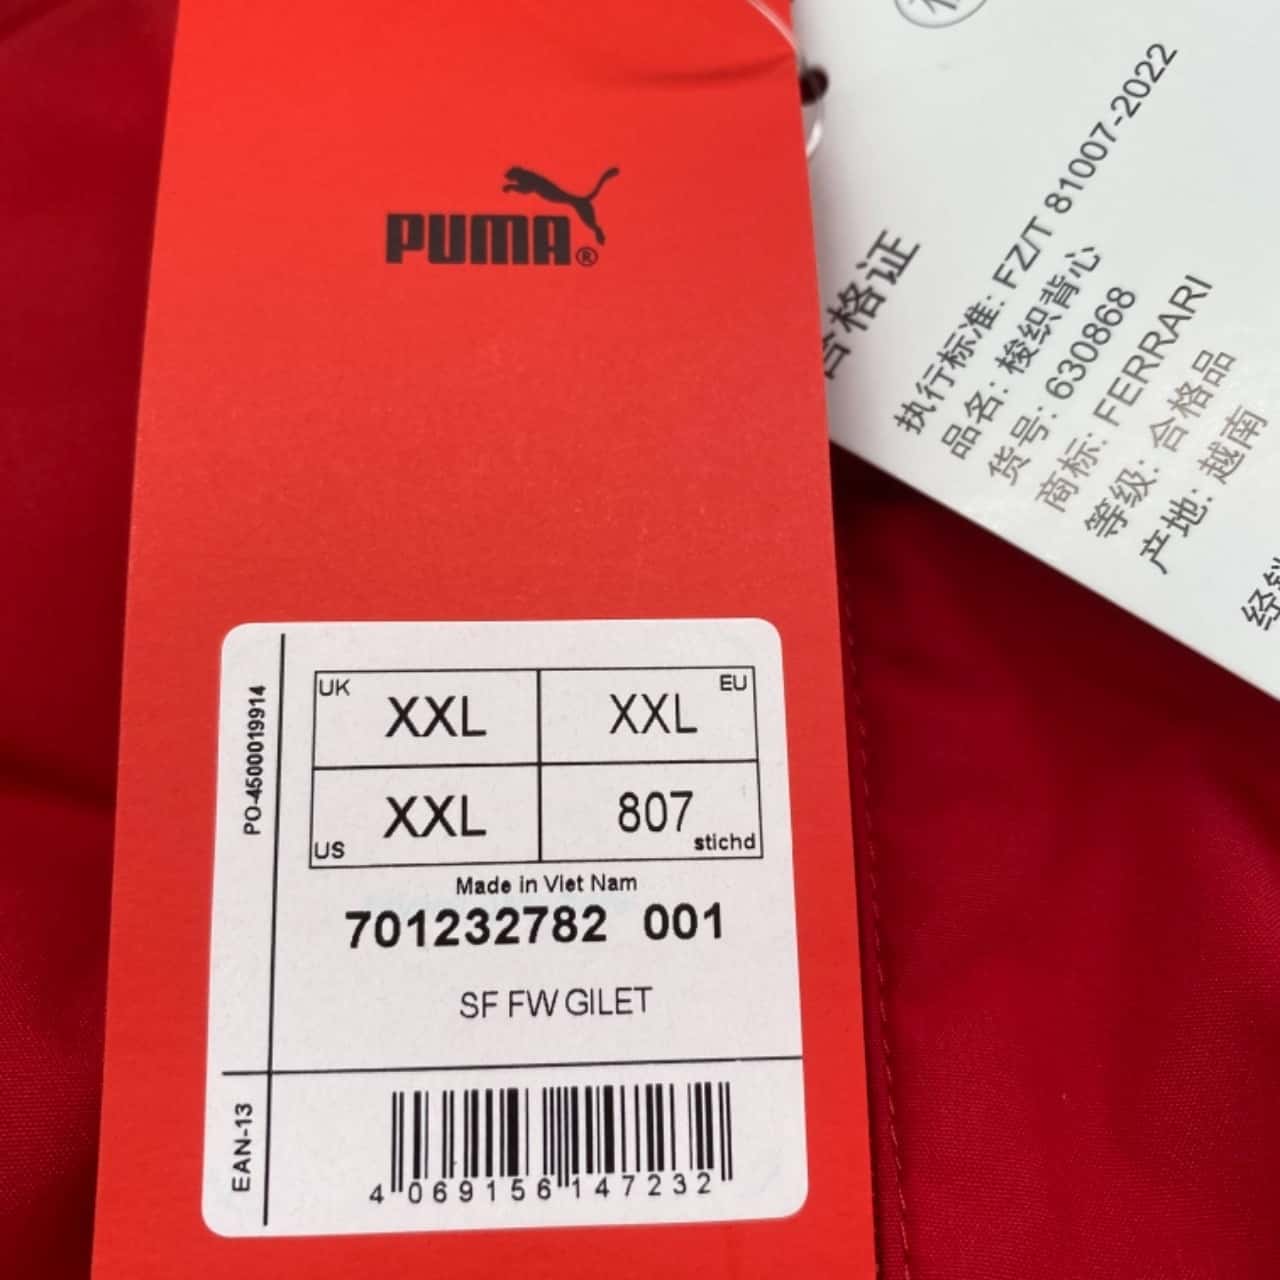 PUMA®
PO-4500019914
UK XXL XXL EU
US XXL 807 stichd
Made in Viet Nam
701232782 001
SF FW GILET
EAN-13
4 069156 147232
合格证
执行标准: FZ/T 81007-2022
品名: 梭织背心
货号: 630868
商标: FERRARI
等级: 合格品
产地: 越南